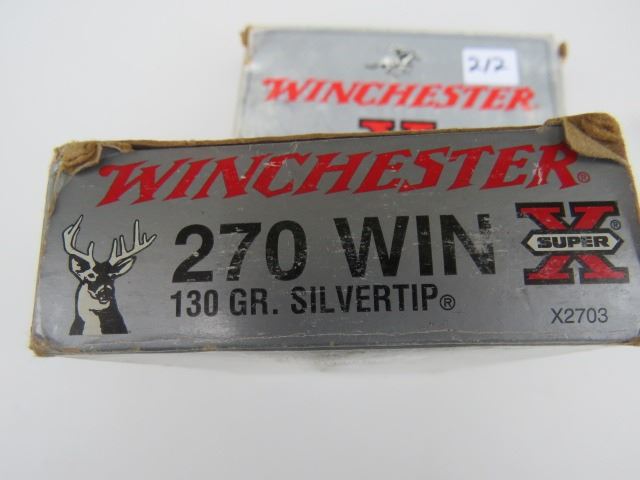 212
WINCHESTER
X
WINCHESTER®
270 WIN
130 GR. SILVERTIP®
X
SUPER
®
X2703